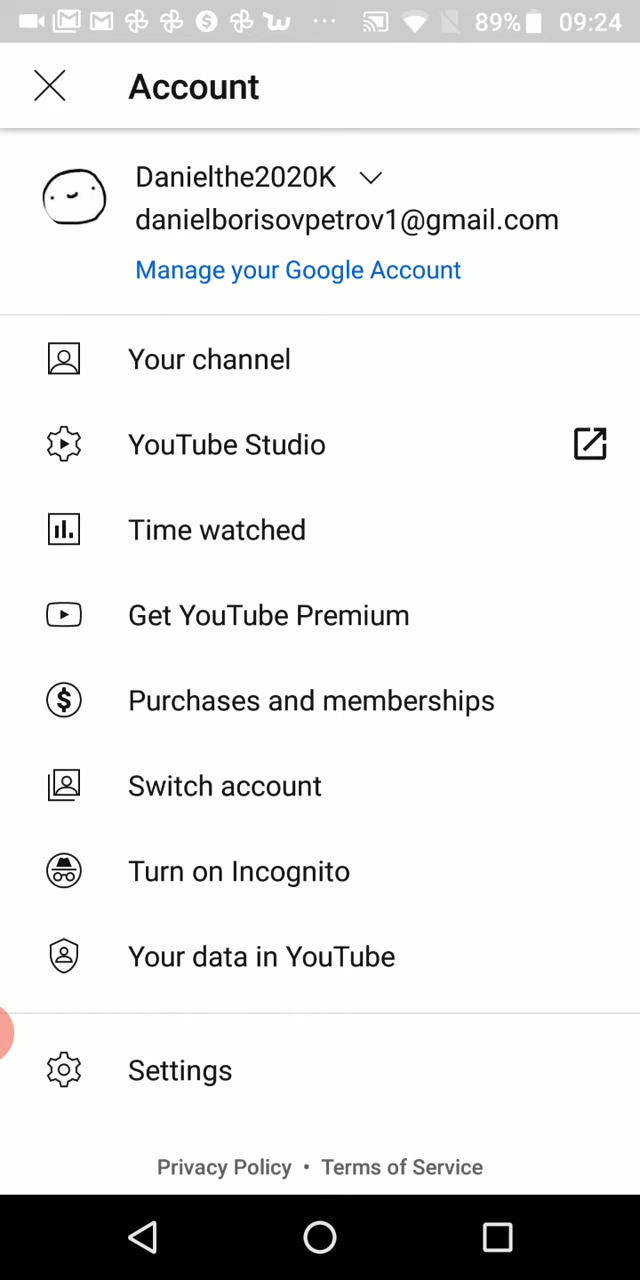 89% 09:24
Account
Danielthe2020K
danielborisovpetrov1@gmail.com
Manage your Google Account
Your channel
YouTube Studio
Time watched
Get YouTube Premium
Purchases and memberships
Switch account
Turn on Incognito
Your data in YouTube
Settings
Privacy Policy • Terms of Service